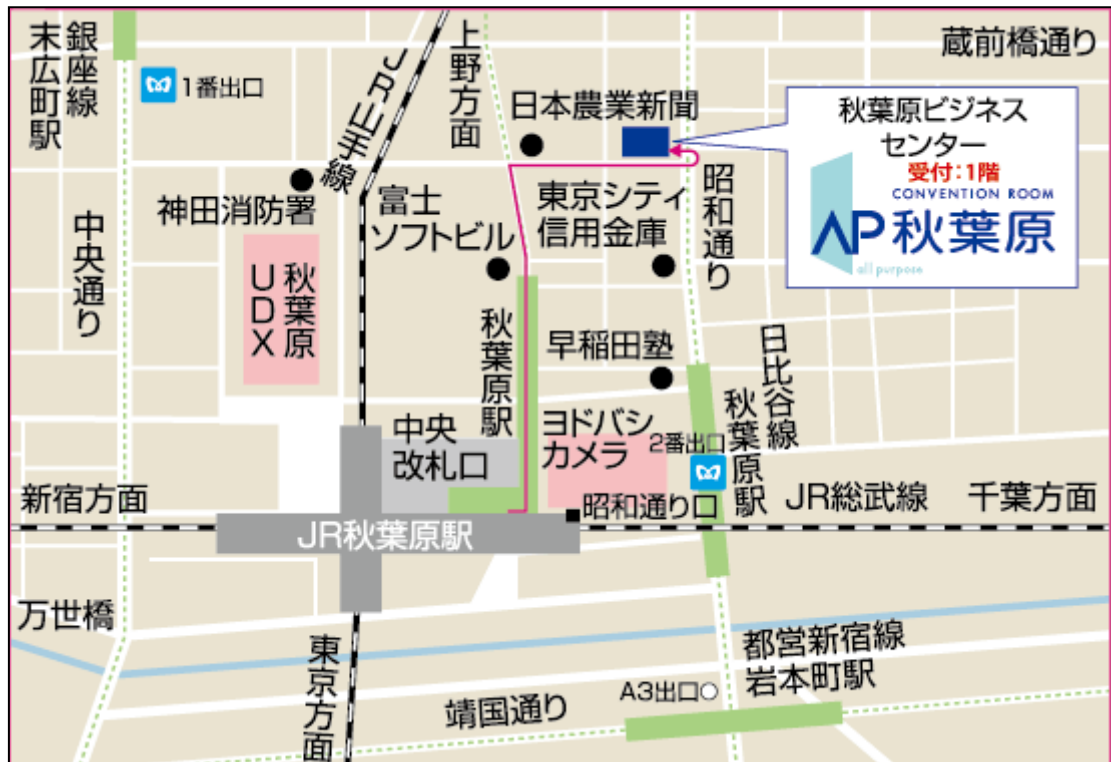 銀座線
末広町駅
1番出口
JR山手線
上野方面
蔵前橋通り
日本農業新聞
秋葉原ビジネス
センター
受付:1階
CONVENTION ROOM
AP秋葉原
all purpose
神田消防署
富士
ソフトビル
東京シティ
信用金庫
昭和通り
中央通り
秋葉原
UDX
秋葉原駅
早稲田塾
日比谷線
秋葉原駅
中央
改札口
ヨドバシ
カメラ
2番出口
新宿方面
昭和通り口
JR総武線
千葉方面
JR秋葉原駅
万世橋
東京方面
都営新宿線
岩本町駅
A3出口
靖国通り